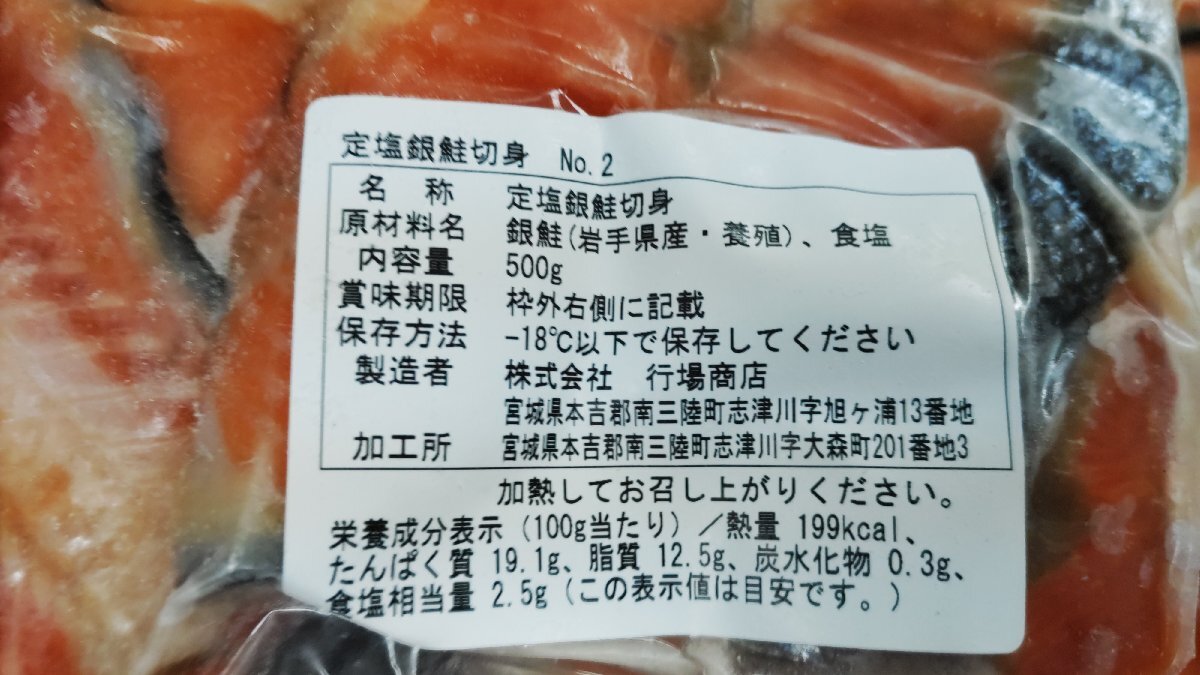 定塩銀鮭切身 No.2
名 称 定塩銀鮭切身
原材料名 銀鮭(岩手県産・養殖)、食塩
内容量 500g
賞味期限 枠外右側に記載
保存方法 -18℃以下で保存してください
製造者 株式会社 行場商店
宮城県本吉郡南三陸町志津川字旭ヶ浦13番地
加工所 宮城県本吉郡南三陸町志津川字大森町201番地3
加熱してお召し上がりください。
栄養成分表示(100g当たり)/熱量 199kcal、
たんぱく質 19.1g、脂質 12.5g、炭水化物 0.3g、
食塩相当量 2.5g(この表示値は目安です。)